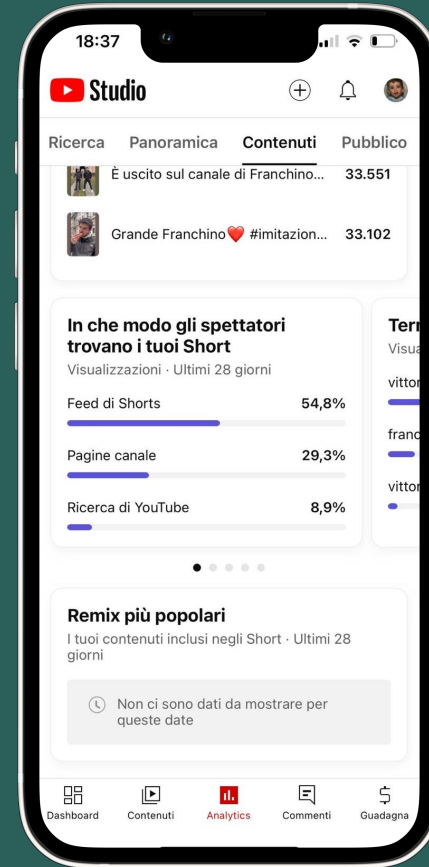 18:37
Studio
Ricerca Panoramica Contenuti Pubblico
È uscito sul canale di Franchino... 33.551
Grande Franchino❤️ #imitazion... 33.102
In che modo gli spettatori
trovano i tuoi Short
Visualizzazioni · Ultimi 28 giorni
Feed di Shorts 54,8%
Pagine canale 29,3%
Ricerca di YouTube 8,9%
Visua
vittor
franc
vittor
Remix più popolari
I tuoi contenuti inclusi negli Short · Ultimi 28
giorni
Non ci sono dati da mostrare per
queste date
Dashboard Contenuti Analytics Commenti Guadagna